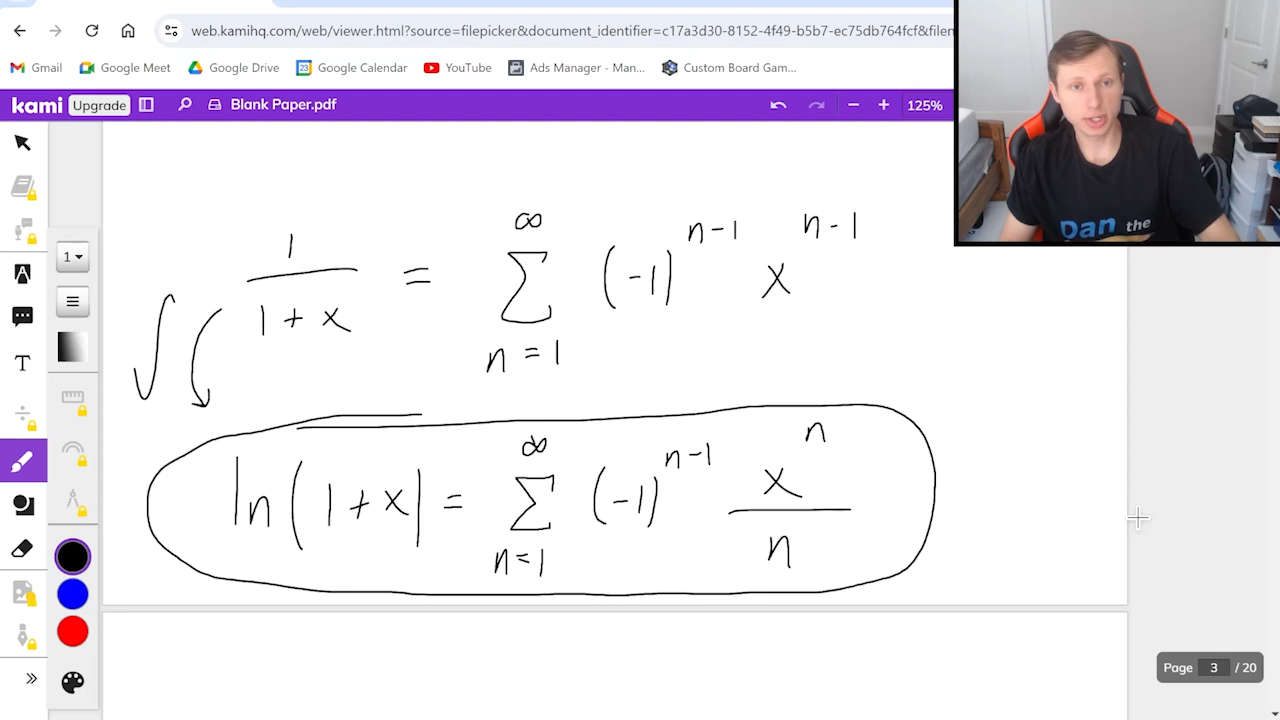 web.kamihq.com/web/viewer.html?source=filepicker&document_identifier=c17a3d30-8152-4f49-b5b7-ec75db764fcf&filen
Gmail Google Meet Google Drive 23 Google Calendar YouTube Ads Manager - Man... Custom Board Gam...
kami Upgrade Blank Paper.pdf 125%
Dan the
1
T
1/(1 + x) = ∞ Σ n = 1 (-1)^(n-1) x^(n-1)
∫
ln(1+x| = ∞ Σ n=1 (-1)^(n-1) x^n/n
Page 3 / 20